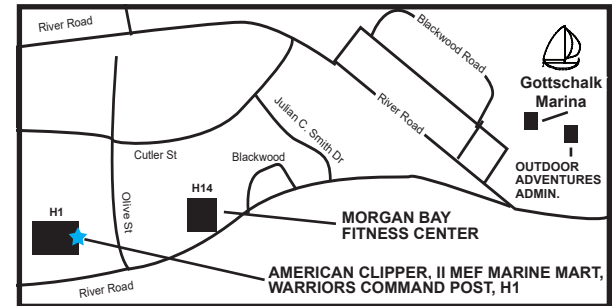 River Road
Blackwood Road
Gottschalk
Marina
River Road
Julian C. Smith Dr
Cutler St
Blackwood
OUTDOOR
ADVENTURES
ADMIN.
H14
Olive St
H1
MORGAN BAY
FITNESS CENTER
AMERICAN CLIPPER, II MEF MARINE MART,
WARRIORS COMMAND POST, H1
River Road